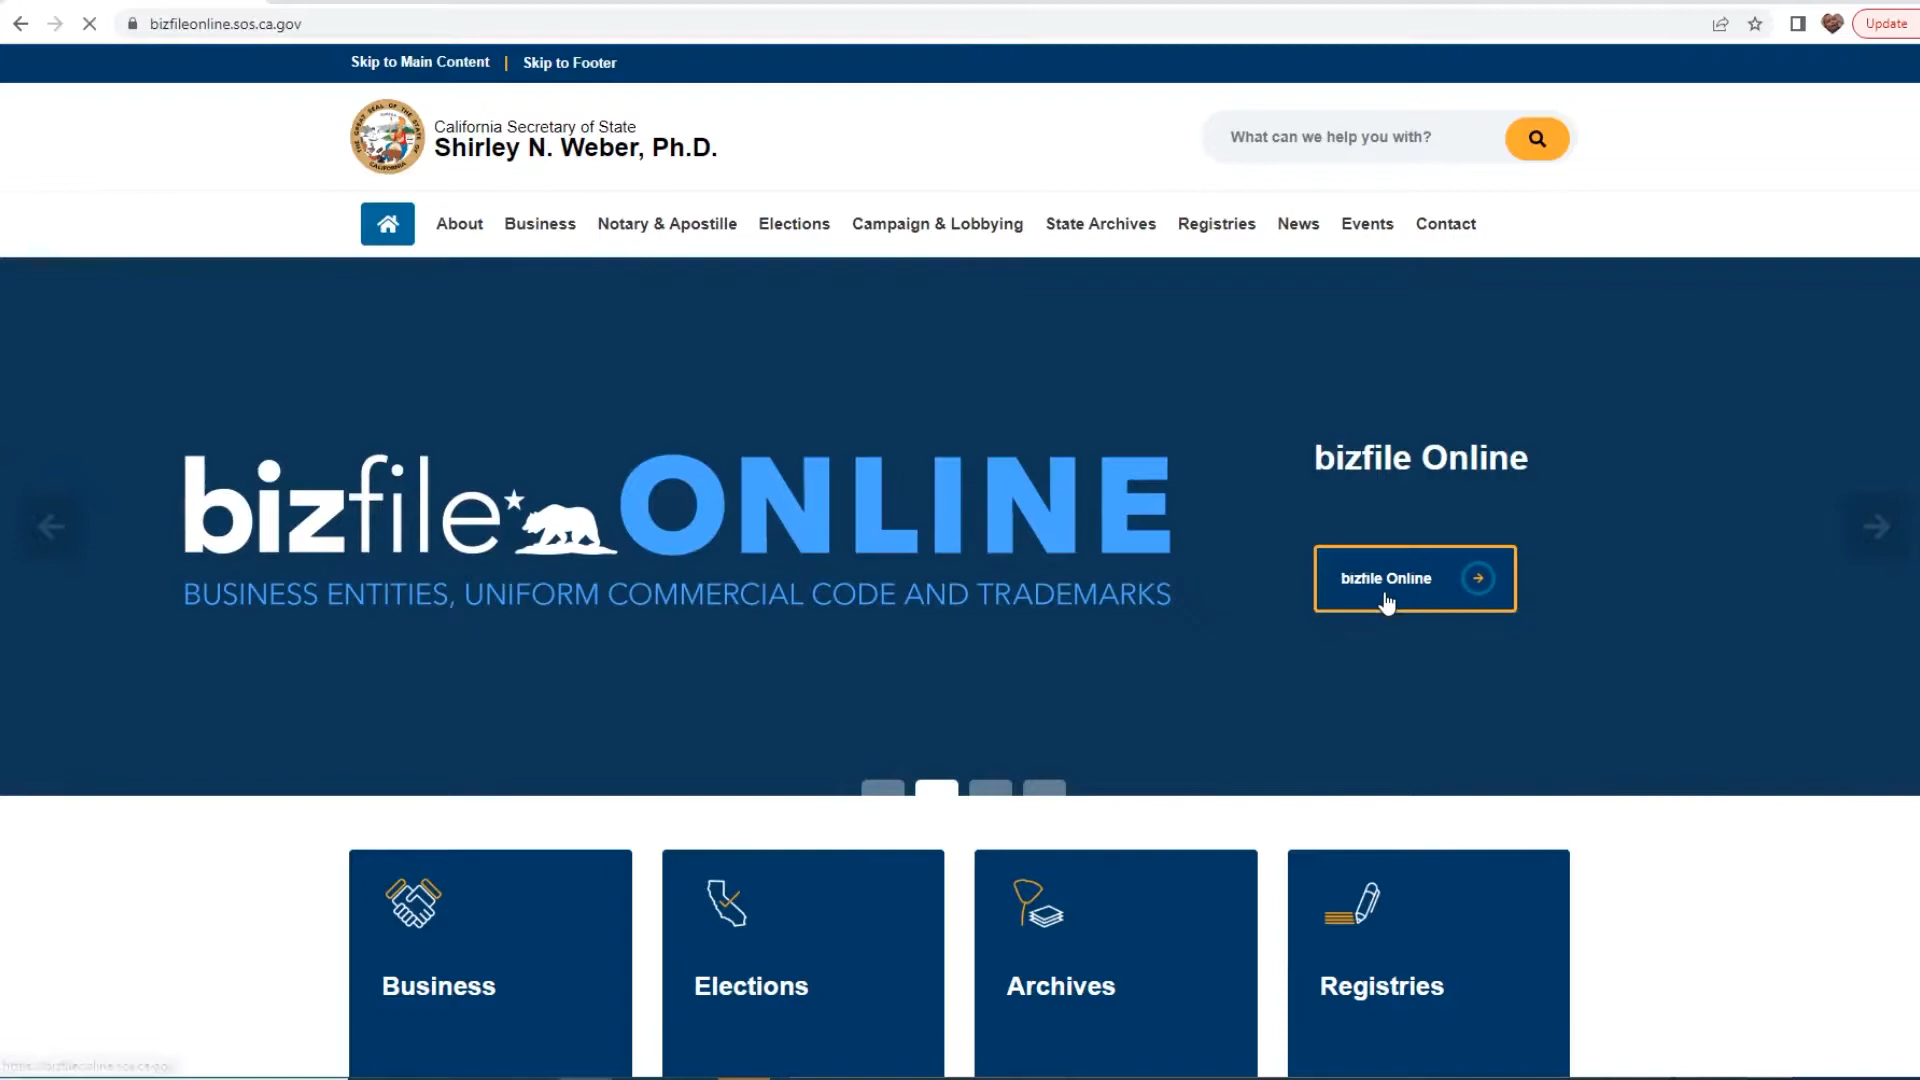 bizfileonline.sos.ca.gov
Update
Skip to Main Content | Skip to Footer
California Secretary of State
Shirley N. Weber, Ph.D.
What can we help you with?
About Business Notary & Apostille Elections Campaign & Lobbying State Archives Registries News Events Contact
bizfile ONLINE
BUSINESS ENTITIES, UNIFORM COMMERCIAL CODE AND TRADEMARKS
bizfile Online
bizfile Online
Business
Elections
Archives
Registries